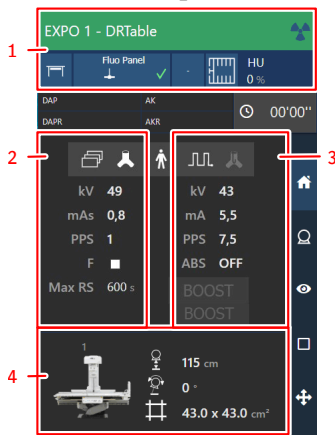 EXPO 1 - DRTable
1
Fluo Panel
-
HU
0 %
DAP
AK
DAPR
AKR
00'00"
2
3
kV 49
kV 43
mAs 0,8
mA 5,5
PPS 1
PPS 7,5
F
ABS OFF
Max RS 600 s
BOOST
BOOST
4
1
115 cm
0 °
43.0 x 43.0 cm²